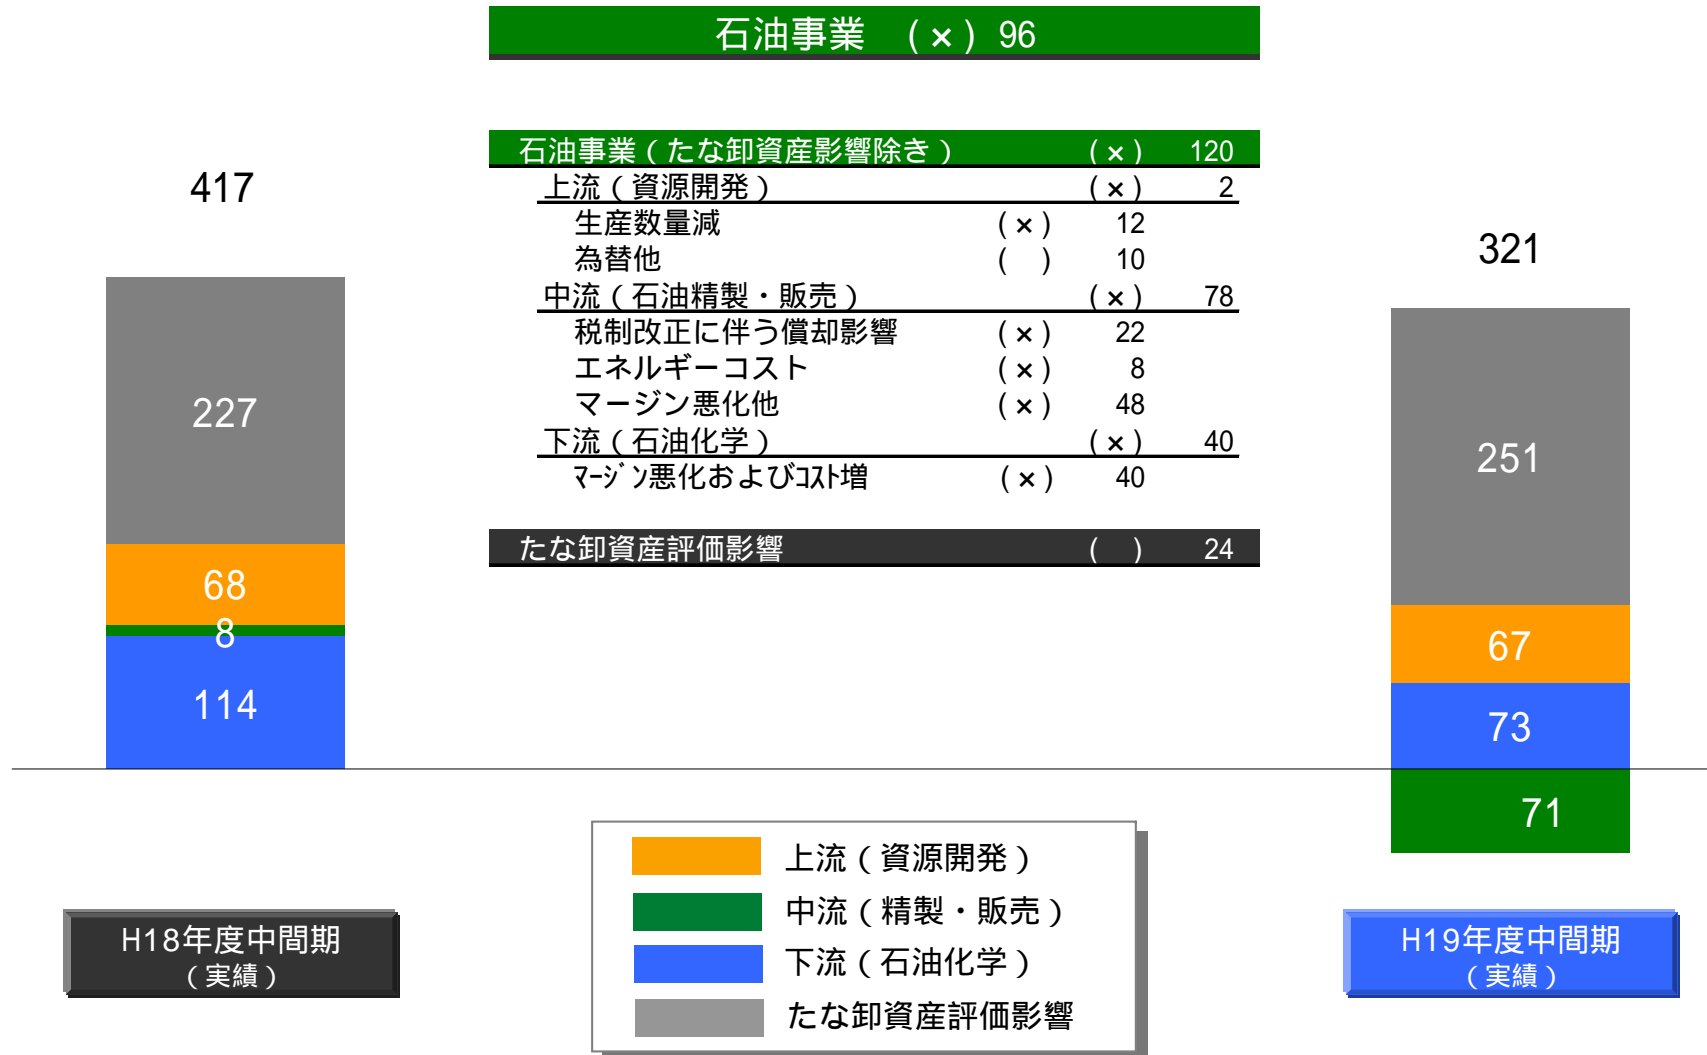 石油事業 (×) 96
石油事業(たな卸資産影響除き) (×) 120
上流(資源開発) (×) 2
生産数量減 (×) 12
為替他 ( ) 10
中流(石油精製・販売) (×) 78
税制改正に伴う償却影響 (×) 22
エネルギーコスト (×) 8
マージン悪化他 (×) 48
下流(石油化学) (×) 40
マージン悪化およびコスト増 (×) 40
たな卸資産評価影響 ( ) 24
417
227
68
8
114
321
251
67
73
71
上流(資源開発)
中流(精製・販売)
下流(石油化学)
たな卸資産評価影響
H18年度中間期
(実績)
H19年度中間期
(実績)